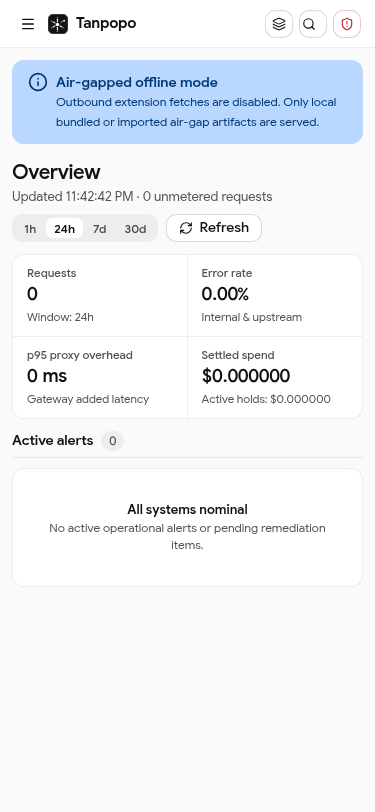 Tanpopo
Air-gapped offline mode
Outbound extension fetches are disabled. Only local
bundled or imported air-gap artifacts are served.
Overview
Updated 11:42:42 PM · 0 unmetered requests
1h 24h 7d 30d Refresh
Requests
0
Window: 24h
Error rate
0.00%
Internal & upstream
p95 proxy overhead
0 ms
Gateway added latency
Settled spend
$0.000000
Active holds: $0.000000
Active alerts 0
All systems nominal
No active operational alerts or pending remediation
items.